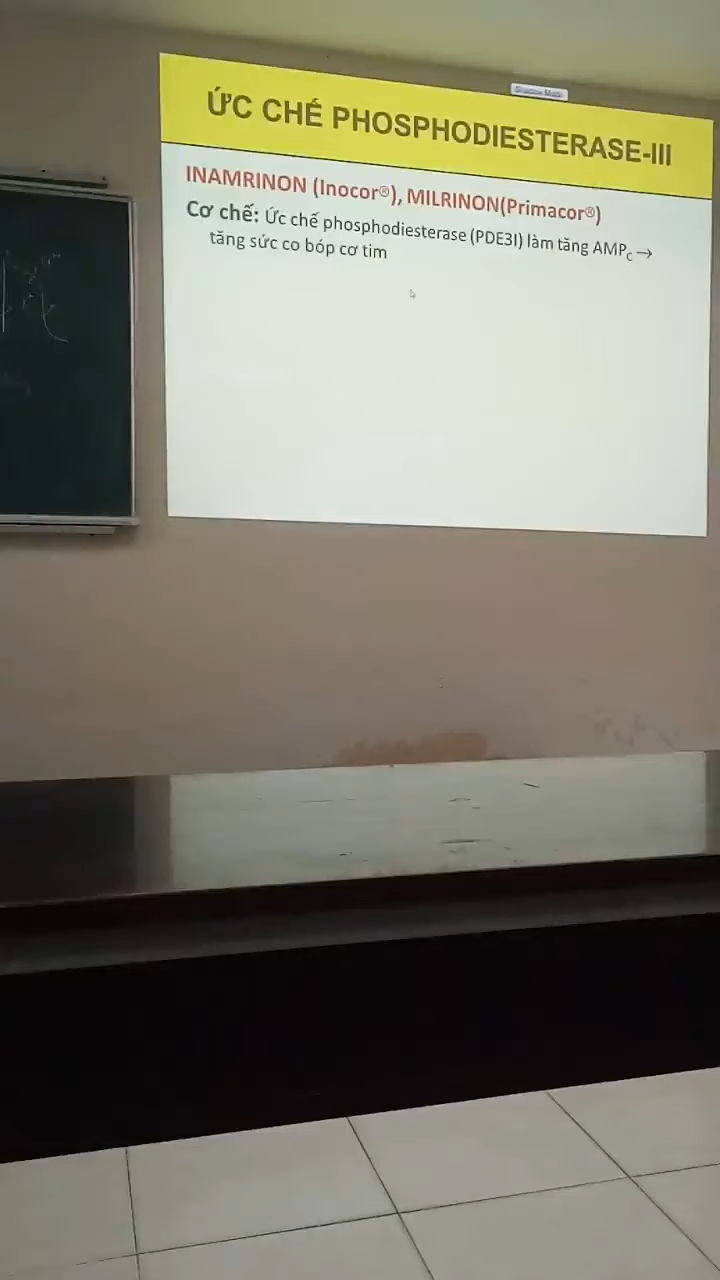 ỨC CHẾ PHOSPHODIESTERASE-III
INAMRINON (Inocor®), MILRINON(Primacor®)
Cơ chế: Ức chế phosphodiesterase (PDE3I) làm tăng AMPc →
tăng sức co bóp cơ tim